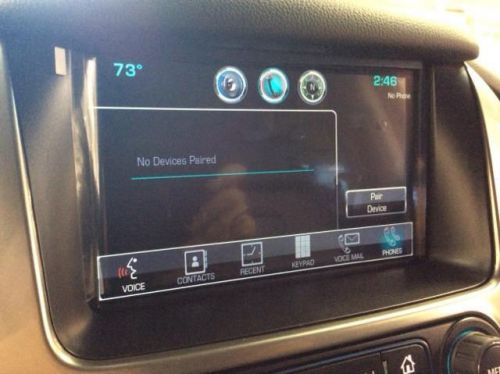 73°
N
2:46
No Phone
No Devices Paired
Pair
Device
VOICE
CONTACTS
RECENT
KEYPAD
VOICE MAIL
PHONES